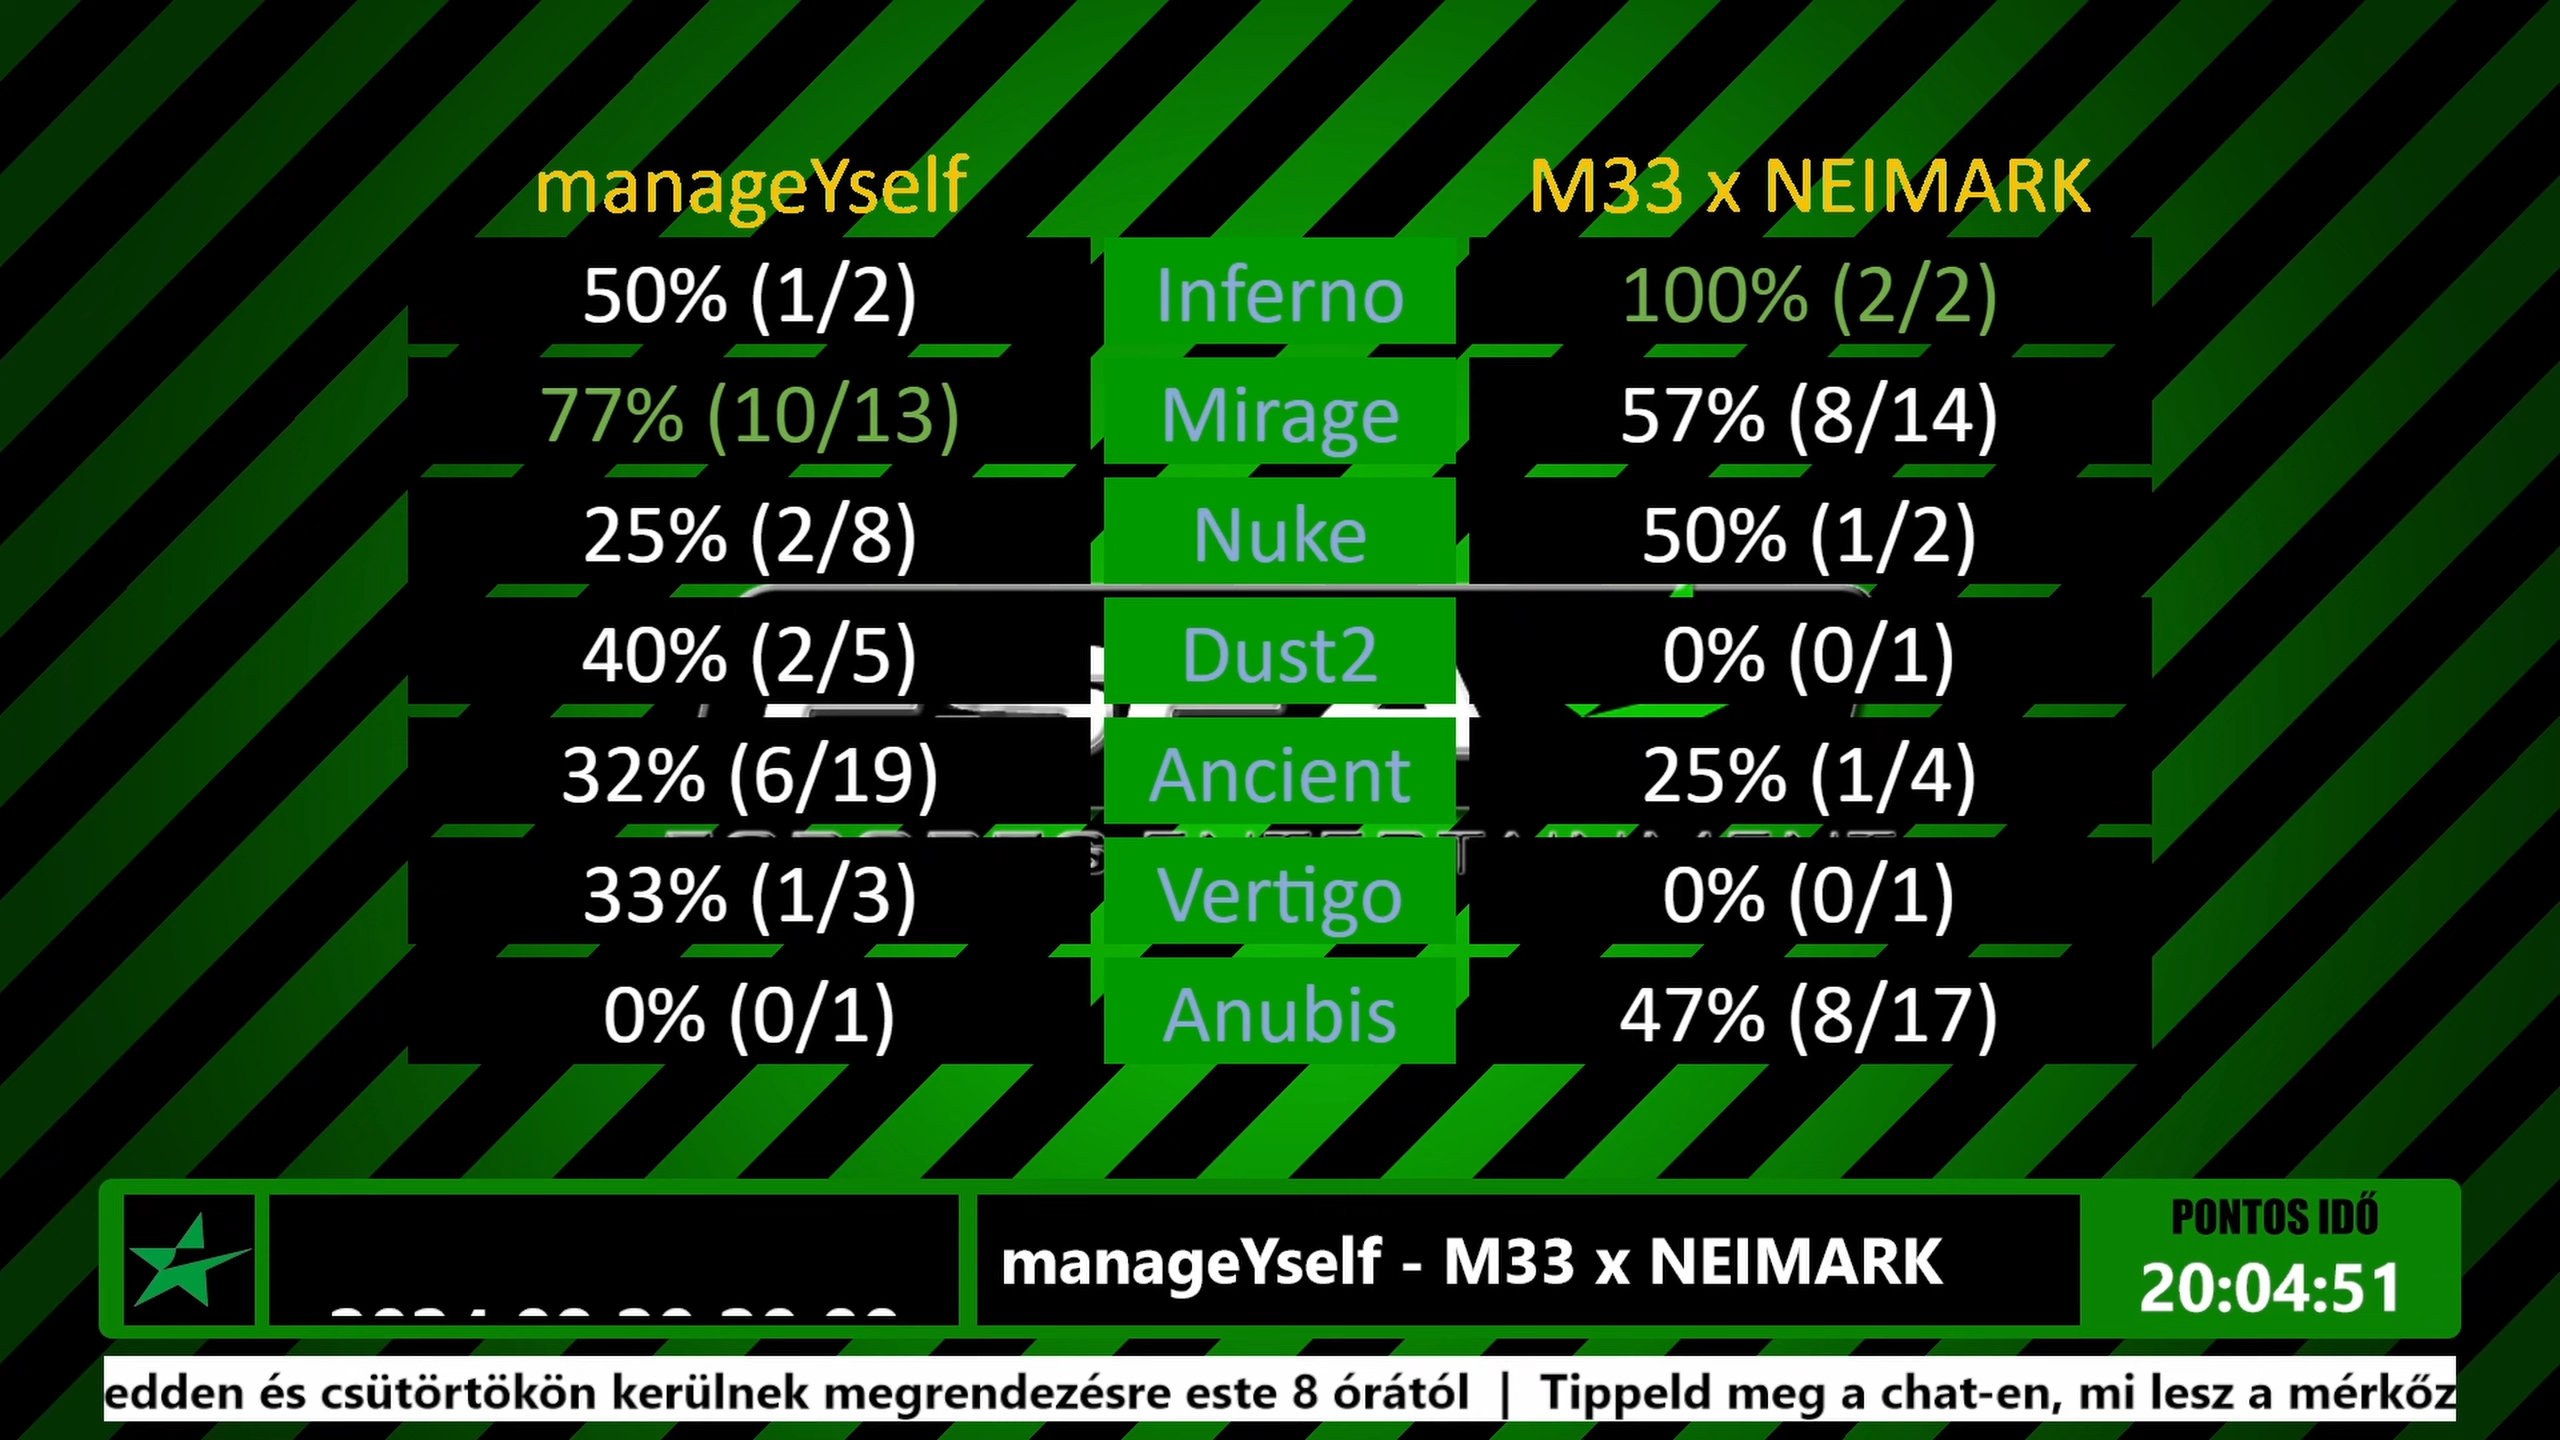 manageYself M33 x NEIMARK
50% (1/2) Inferno 100% (2/2)
77% (10/13) Mirage 57% (8/14)
25% (2/8) Nuke 50% (1/2)
40% (2/5) Dust2 0% (0/1)
32% (6/19) Ancient 25% (1/4)
33% (1/3) Vertigo 0% (0/1)
0% (0/1) Anubis 47% (8/17)
manageYself - M33 x NEIMARK
PONTOS IDŐ
20:04:51
edden és csütörtökön kerülnek megrendezésre este 8 órától | Tippeld meg a chat-en, mi lesz a mérkőz